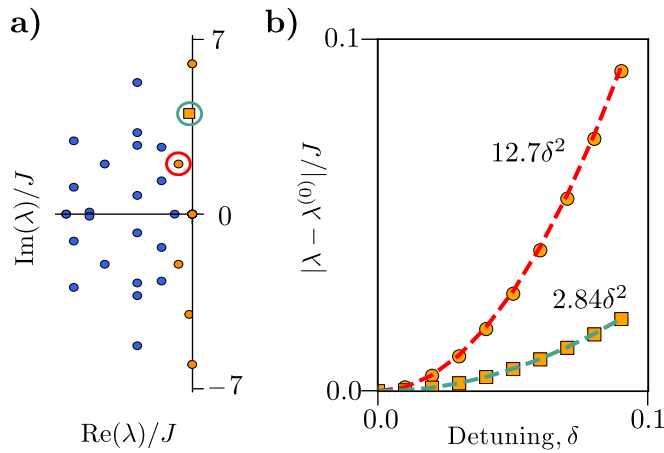 a)
7
Im(λ)/J
0
−7
Re(λ)/J
b)
0.1
|λ − λ⁽⁰⁾|/J
12.7δ²
2.84δ²
0.0
0.0
0.1
Detuning, δ